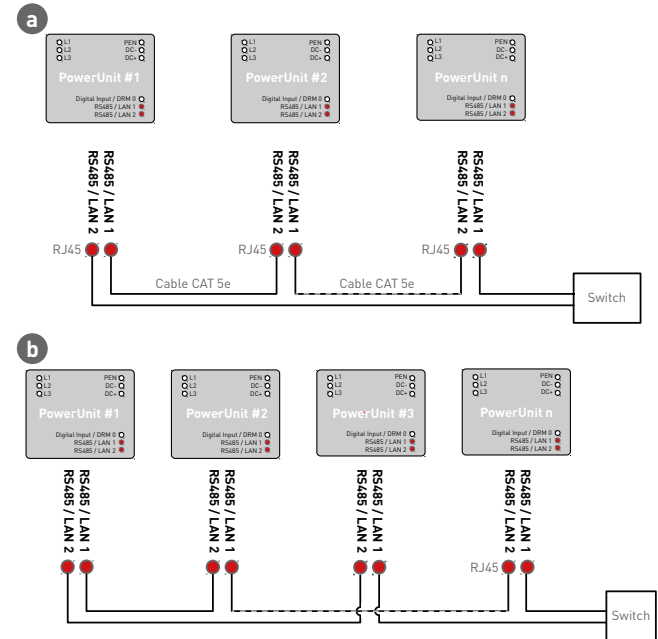 a
L1 PEN
L2 DC-
L3 DC+
PowerUnit #1
Digital Input / DRM 0
RS485 / LAN 1
RS485 / LAN 2
L1 PEN
L2 DC-
L3 DC+
PowerUnit #2
Digital Input / DRM 0
RS485 / LAN 1
RS485 / LAN 2
L1 PEN
L2 DC-
L3 DC+
PowerUnit n
Digital Input / DRM 0
RS485 / LAN 1
RS485 / LAN 2
RS485 / LAN 2
RS485 / LAN 1
RS485 / LAN 2
RS485 / LAN 1
RS485 / LAN 2
RS485 / LAN 1
RJ45
RJ45
RJ45
Cable CAT 5e
Cable CAT 5e
Switch
b
L1 PEN
L2 DC-
L3 DC+
PowerUnit #1
Digital Input / DRM 0
RS485 / LAN 1
RS485 / LAN 2
L1 PEN
L2 DC-
L3 DC+
PowerUnit #2
Digital Input / DRM 0
RS485 / LAN 1
RS485 / LAN 2
L1 PEN
L2 DC-
L3 DC+
PowerUnit #3
Digital Input / DRM 0
RS485 / LAN 1
RS485 / LAN 2
L1 PEN
L2 DC-
L3 DC+
PowerUnit n
Digital Input / DRM 0
RS485 / LAN 1
RS485 / LAN 2
RS485 / LAN 2
RS485 / LAN 1
RS485 / LAN 2
RS485 / LAN 1
RS485 / LAN 2
RS485 / LAN 1
RS485 / LAN 2
RS485 / LAN 1
RJ45
Switch